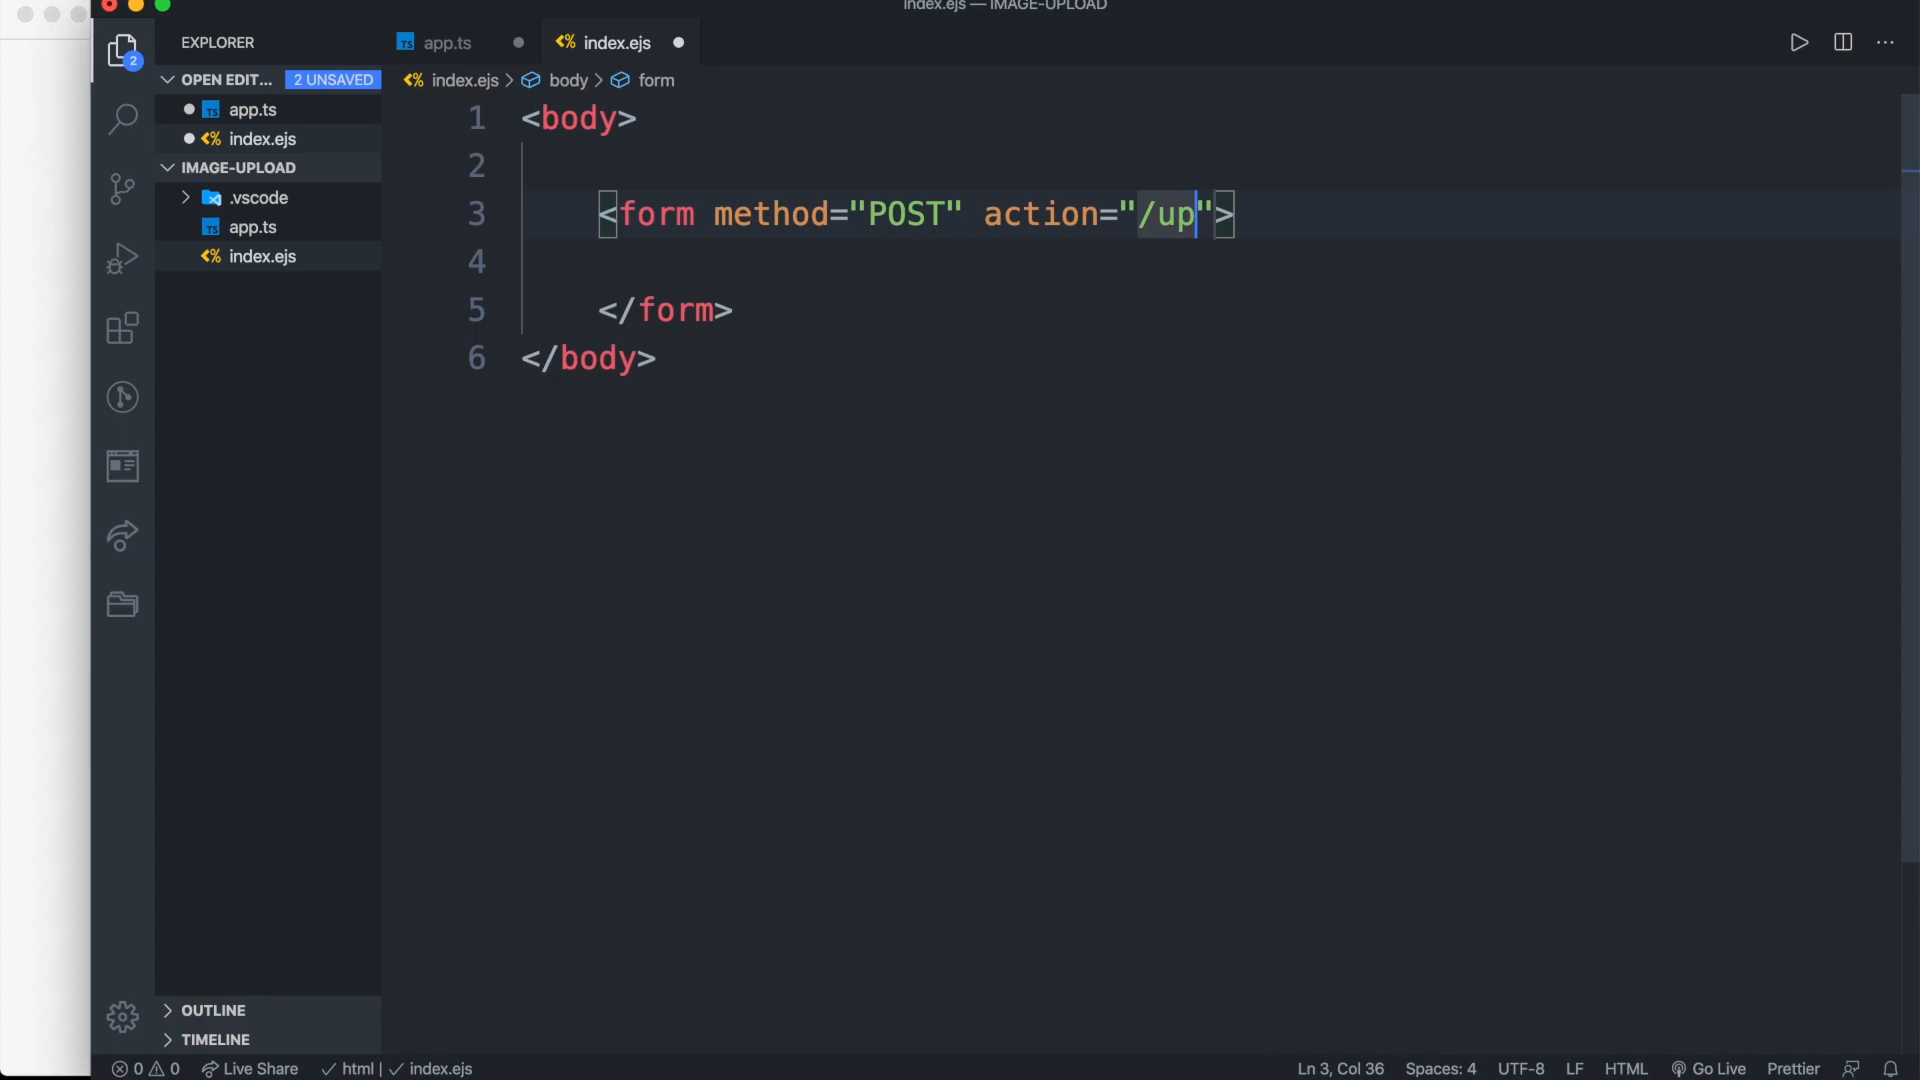 index.ejs — IMAGE-UPLOAD
EXPLORER
app.ts
index.ejs
OPEN EDIT... 2 UNSAVED
index.ejs > body > form
app.ts
index.ejs
IMAGE-UPLOAD
.vscode
app.ts
index.ejs
2
1 <body>
2
3 <form method="POST" action="/up">
4
5 </form>
6 </body>
OUTLINE
TIMELINE
0 0 Live Share html | index.ejs Ln 3, Col 36 Spaces: 4 UTF-8 LF HTML Go Live Prettier